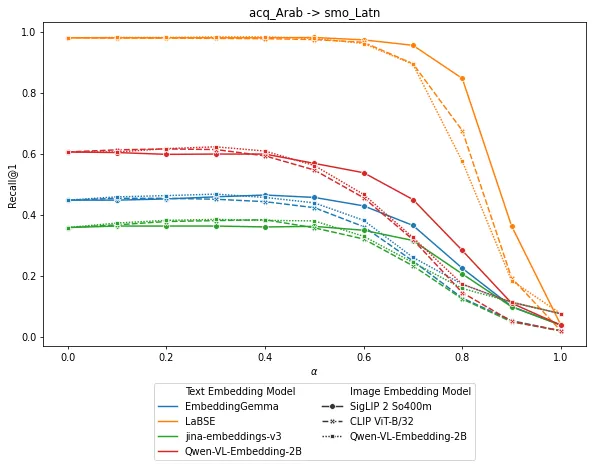 acq_Arab -> smo_Latn
1.0
0.8
0.6
0.4
0.2
0.0
Recall@1
0.0 0.2 0.4 0.6 0.8 1.0
α
Text Embedding Model
EmbeddingGemma
LaBSE
jina-embeddings-v3
Qwen-VL-Embedding-2B
Image Embedding Model
SigLIP 2 So400m
CLIP ViT-B/32
Qwen-VL-Embedding-2B